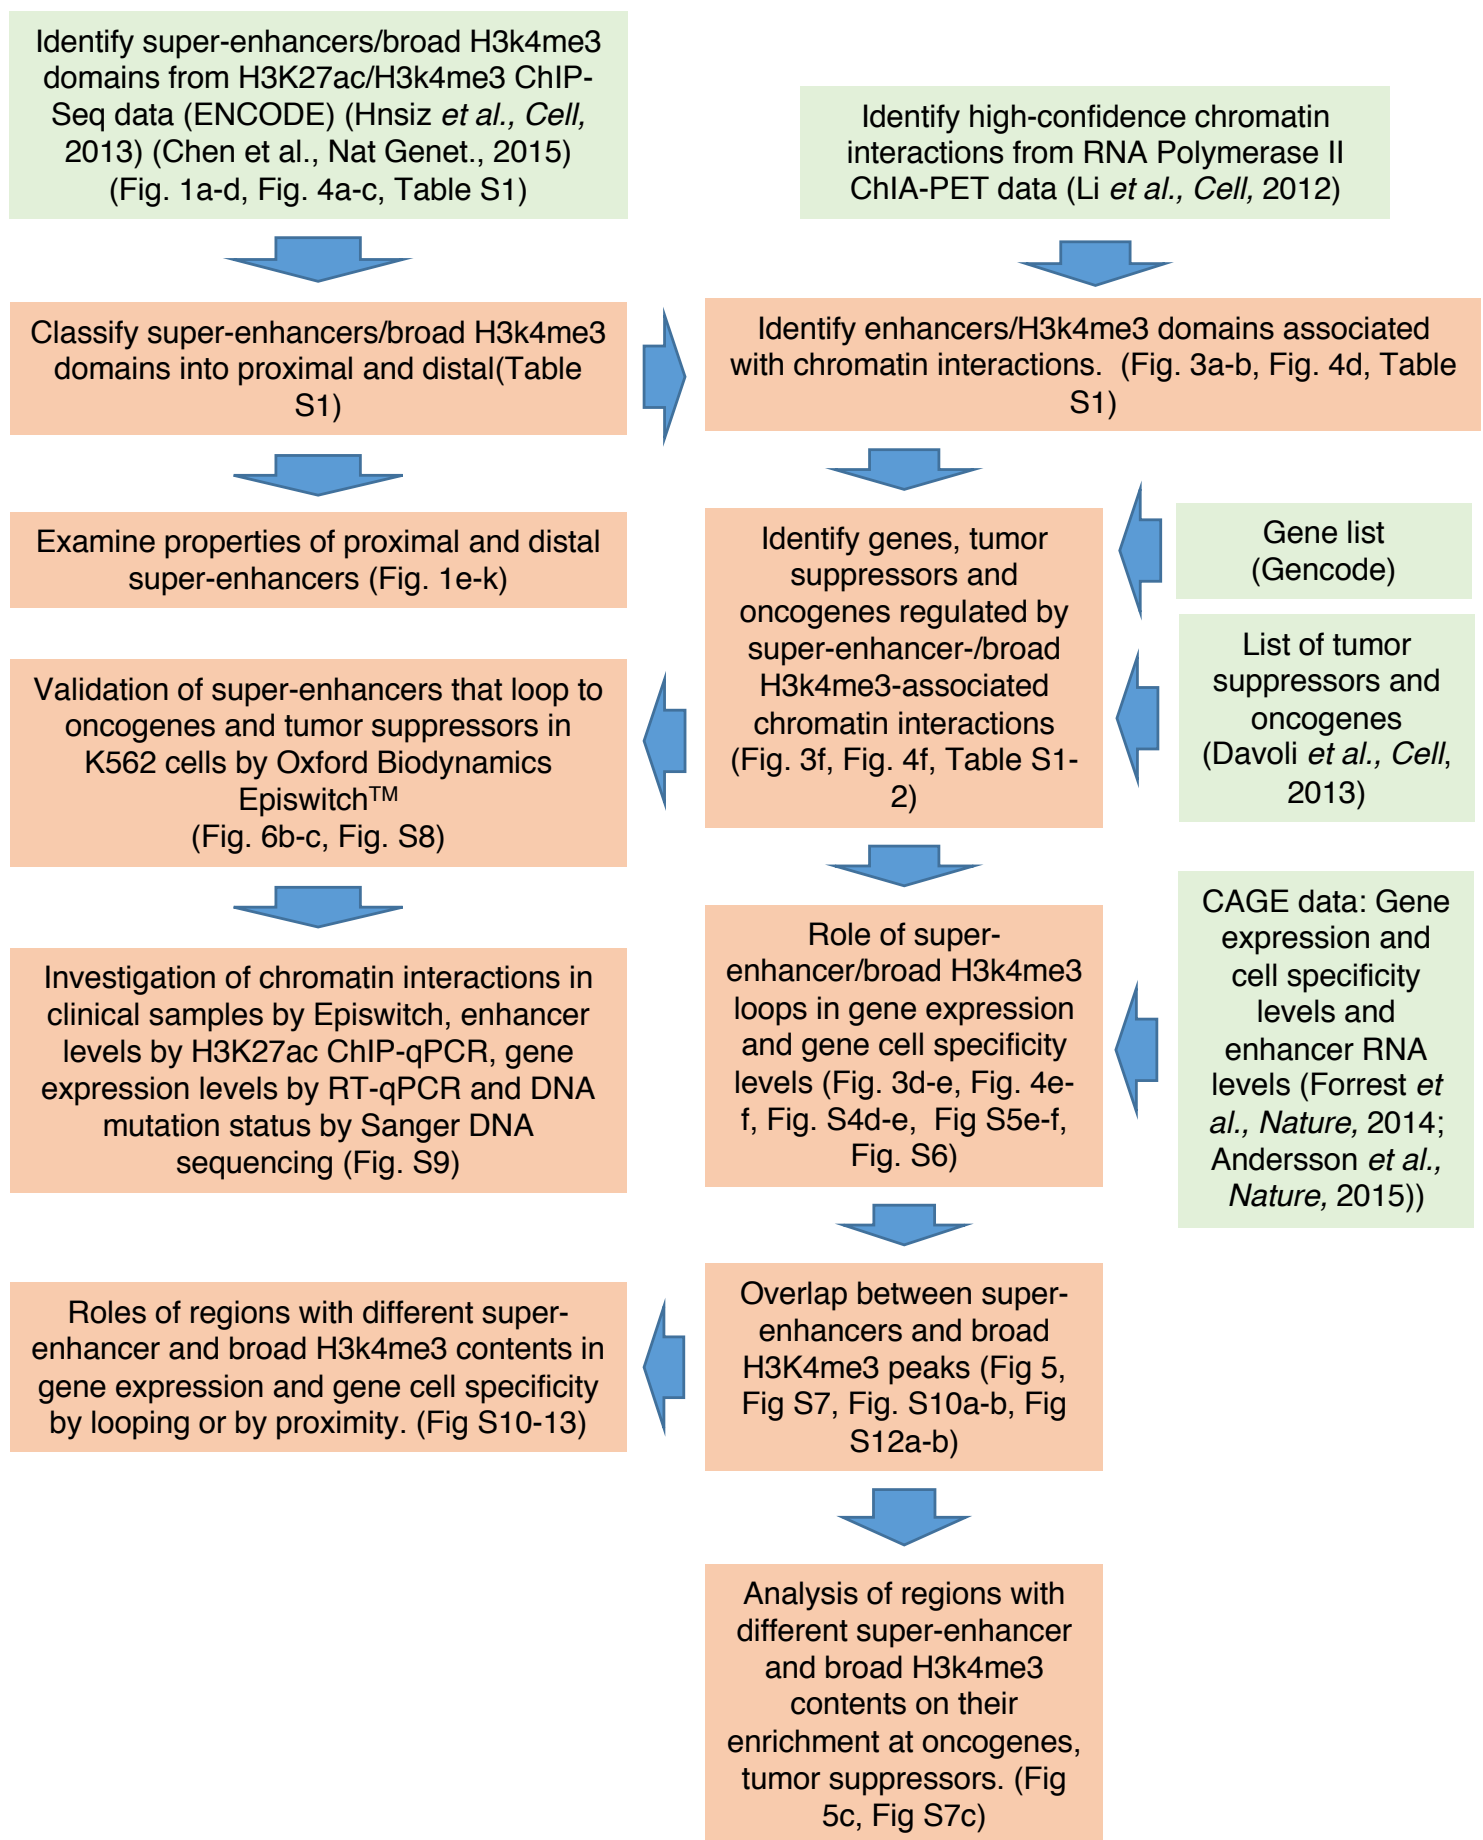 Identify super-enhancers/broad H3k4me3
domains from H3K27ac/H3k4me3 ChIP-
Seq data (ENCODE) (Hnsiz et al., Cell,
2013) (Chen et al., Nat Genet., 2015)
(Fig. 1a-d, Fig. 4a-c, Table S1)
Identify high-confidence chromatin
interactions from RNA Polymerase II
ChIA-PET data (Li et al., Cell, 2012)
Classify super-enhancers/broad H3k4me3
domains into proximal and distal(Table
S1)
Identify enhancers/H3k4me3 domains associated
with chromatin interactions.  (Fig. 3a-b, Fig. 4d, Table
S1)
Examine properties of proximal and distal
super-enhancers (Fig. 1e-k)
Identify genes, tumor
suppressors and
oncogenes regulated by
super-enhancer-/broad
H3k4me3-associated
chromatin interactions
(Fig. 3f, Fig. 4f, Table S1-
2)
Gene list
(Gencode)
List of tumor
suppressors and
oncogenes
(Davoli et al., Cell,
2013)
Validation of super-enhancers that loop to
oncogenes and tumor suppressors in
K562 cells by Oxford Biodynamics
Episwitch™
(Fig. 6b-c, Fig. S8)
Investigation of chromatin interactions in
clinical samples by Episwitch, enhancer
levels by H3K27ac ChIP-qPCR, gene
expression levels by RT-qPCR and DNA
mutation status by Sanger DNA
sequencing (Fig. S9)
Role of super-
enhancer/broad H3k4me3
loops in gene expression
and gene cell specificity
levels (Fig. 3d-e, Fig. 4e-
f, Fig. S4d-e,  Fig S5e-f,
Fig. S6)
CAGE data: Gene
expression and
cell specificity
levels and
enhancer RNA
levels (Forrest et
al., Nature, 2014;
Andersson et al.,
Nature, 2015))
Roles of regions with different super-
enhancer and broad H3k4me3 contents in
gene expression and gene cell specificity
by looping or by proximity. (Fig S10-13)
Overlap between super-
enhancers and broad
H3K4me3 peaks (Fig 5,
Fig S7, Fig. S10a-b, Fig
S12a-b)
Analysis of regions with
different super-enhancer
and broad H3k4me3
contents on their
enrichment at oncogenes,
tumor suppressors. (Fig
5c, Fig S7c)